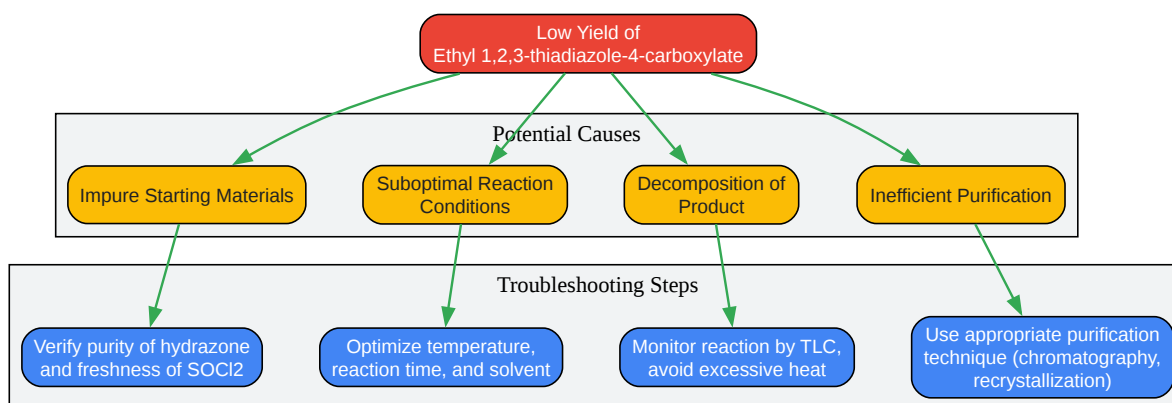 Low Yield of
Ethyl 1,2,3-thiadiazole-4-carboxylate
Potential Causes
Impure Starting Materials
Suboptimal Reaction
Conditions
Decomposition of
Product
Inefficient Purification
Troubleshooting Steps
Verify purity of hydrazone
and freshness of SOCl2
Optimize temperature,
reaction time, and solvent
Monitor reaction by TLC,
avoid excessive heat
Use appropriate purification
technique (chromatography,
recrystallization)